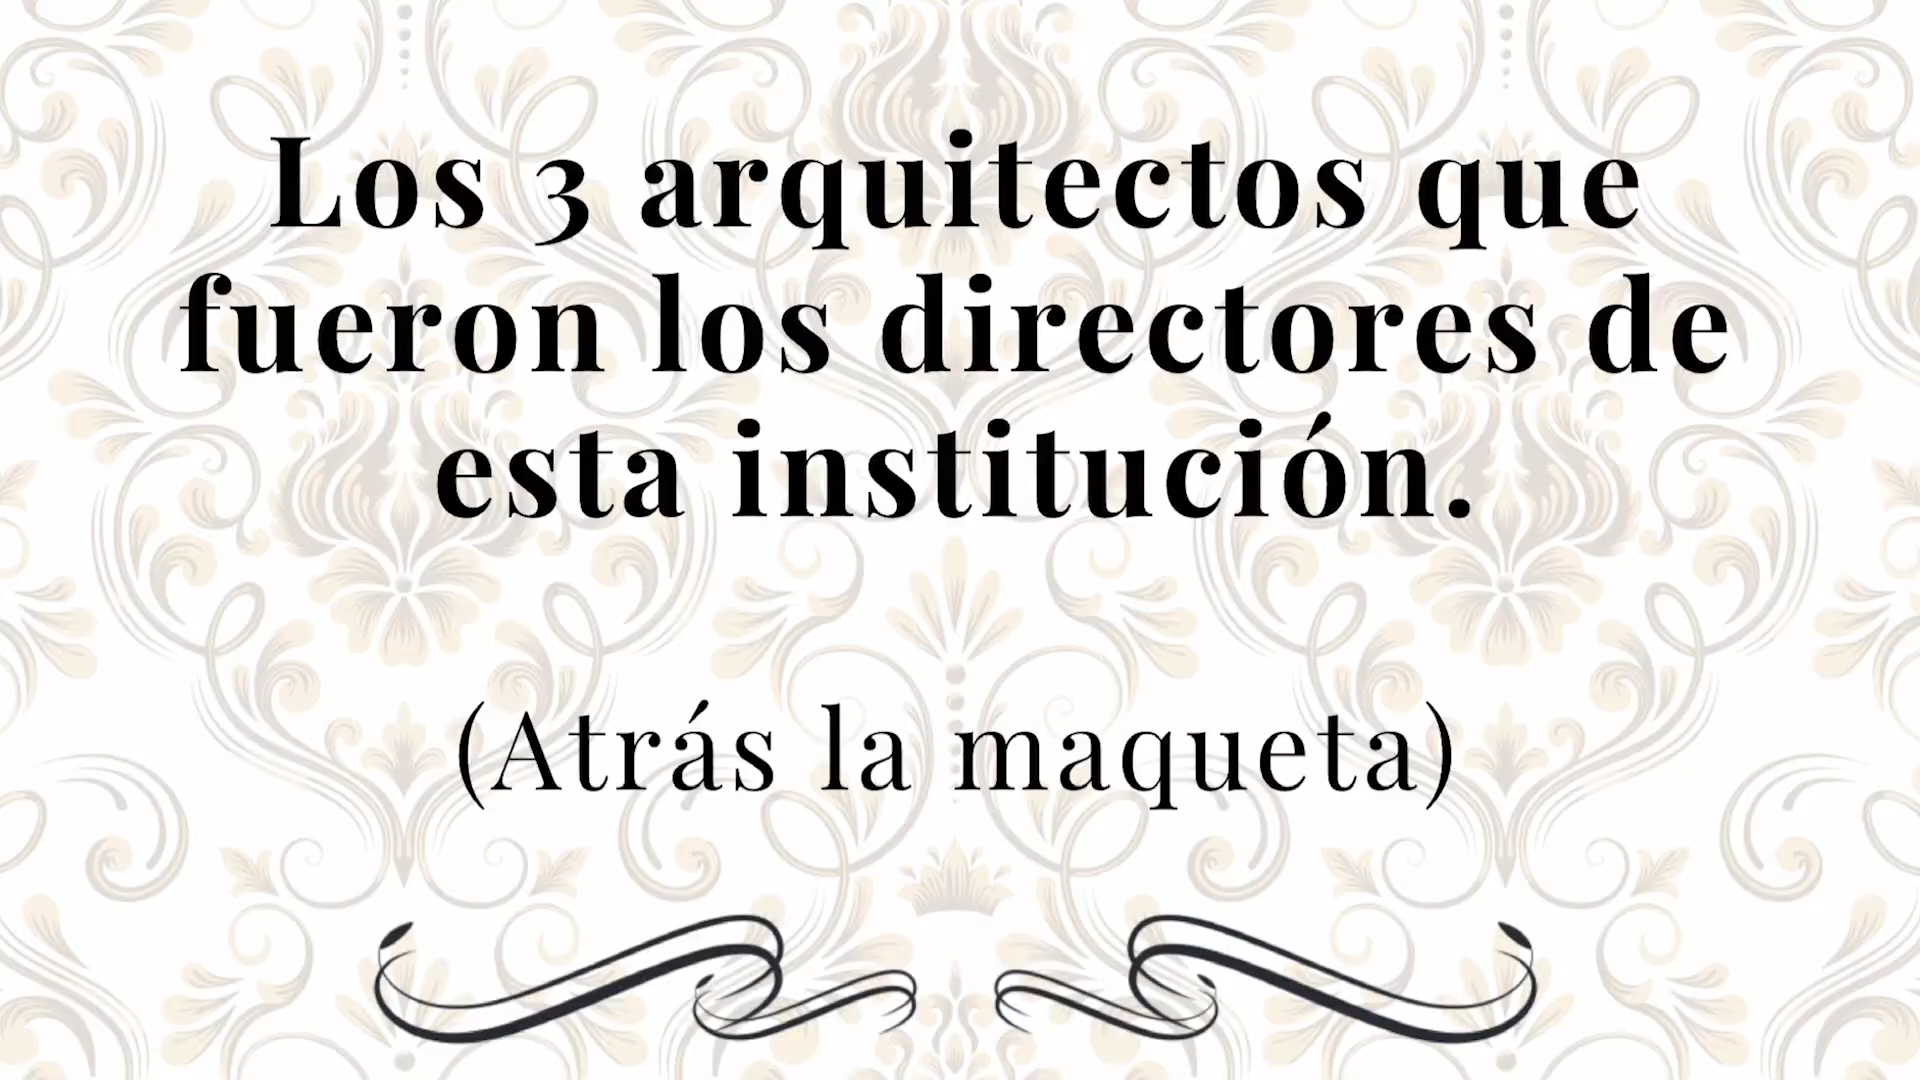 Los 3 arquitectos que
fueron los directores de
esta institución.
(Atrás la maqueta)